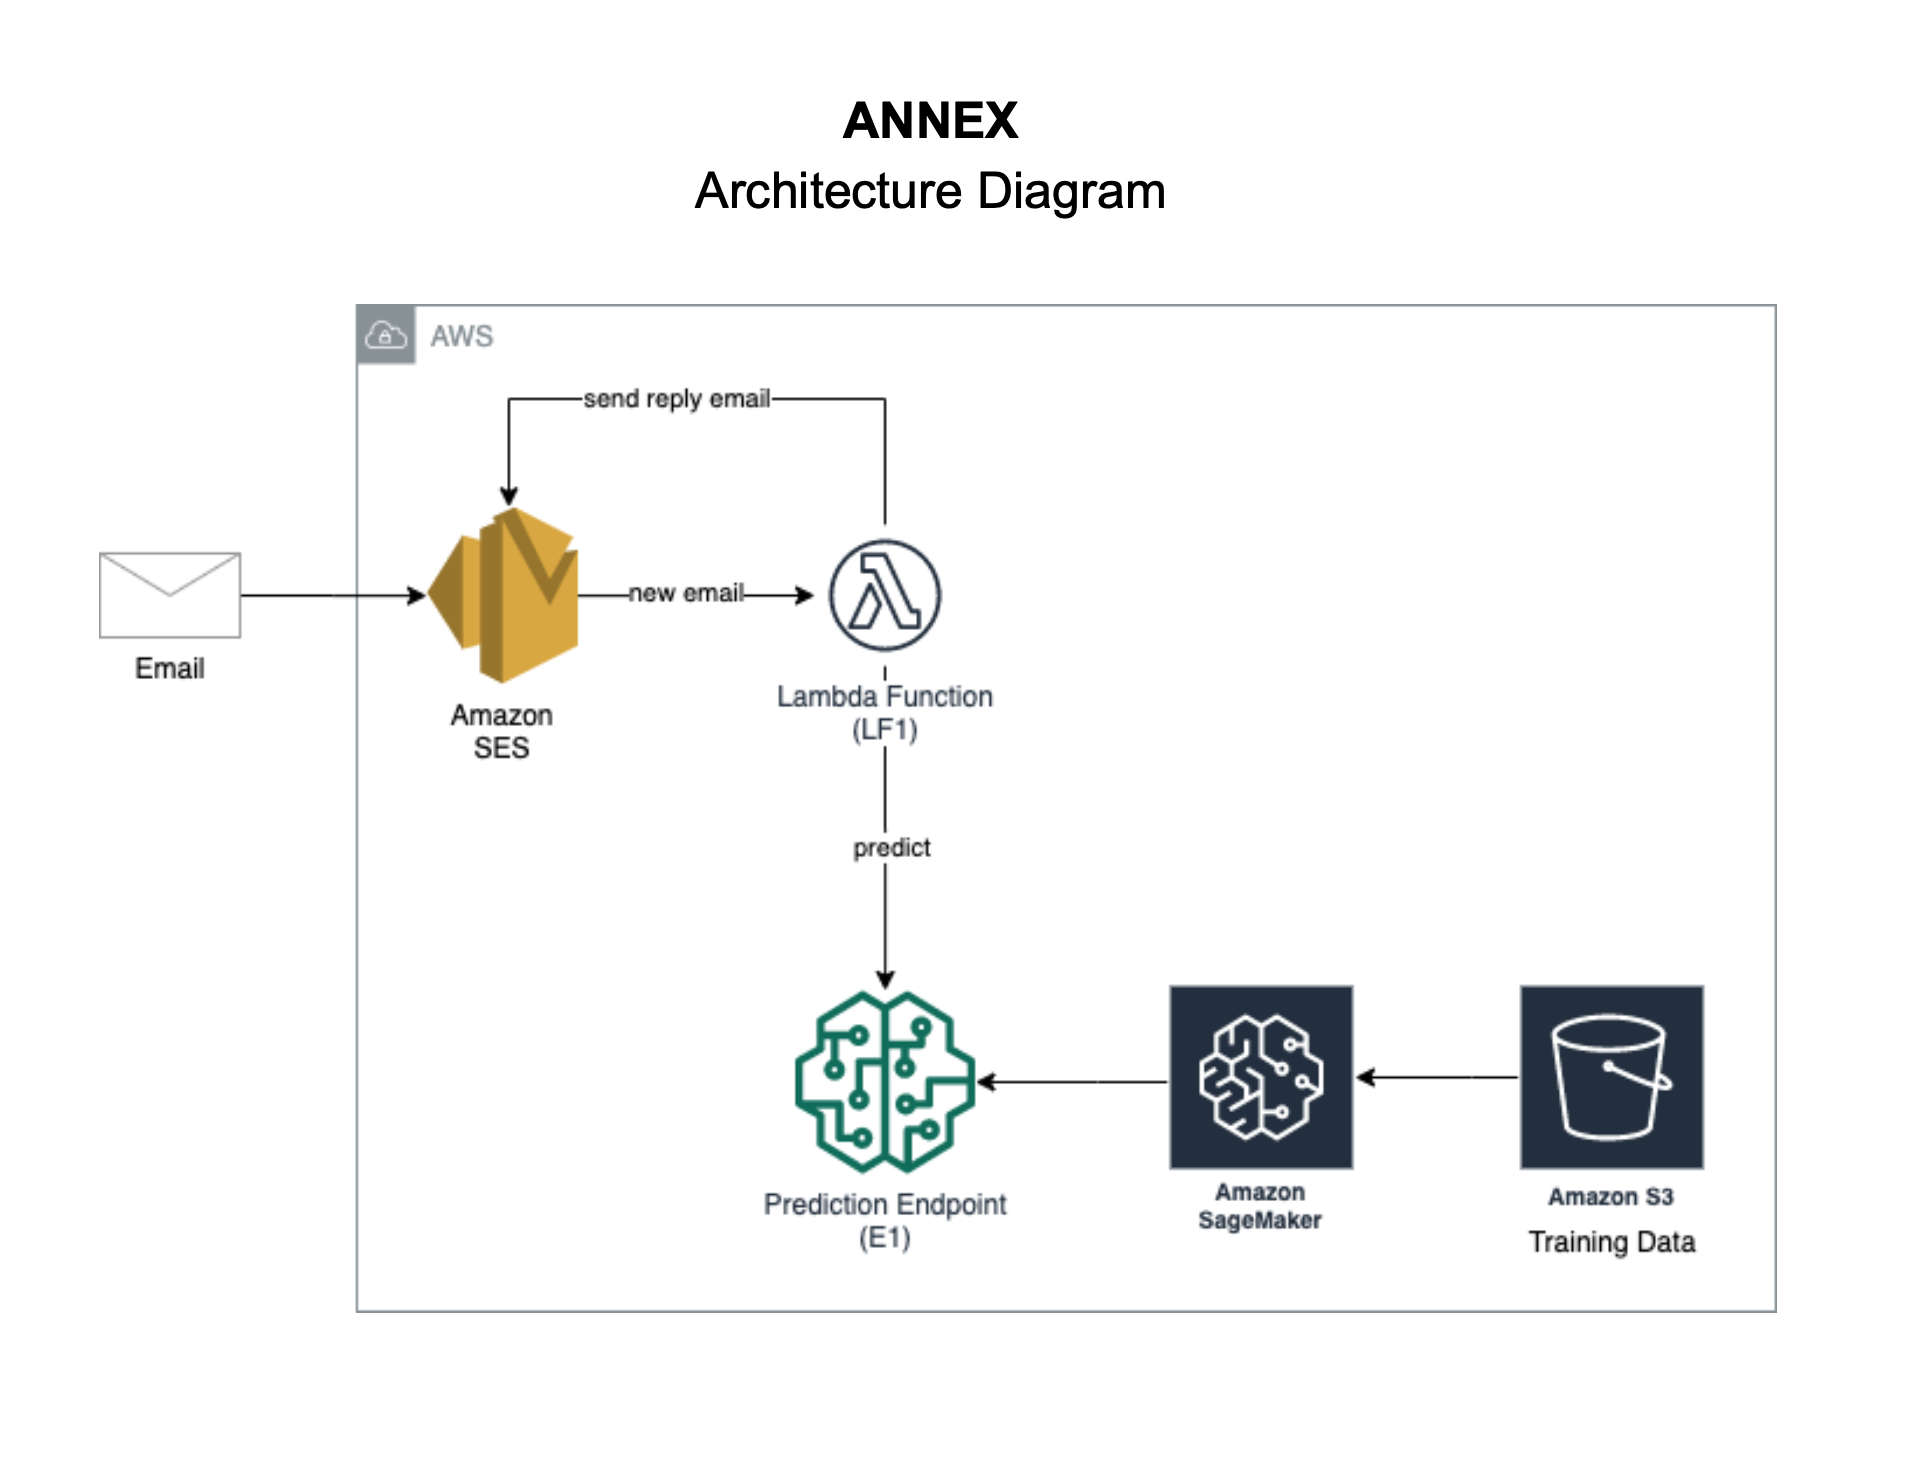 ANNEX
Architecture Diagram
AWS
send reply email
new email
Email
Amazon
SES
Lambda Function
(LF1)
predict
Prediction Endpoint
(E1)
Amazon
SageMaker
Amazon S3
Training Data